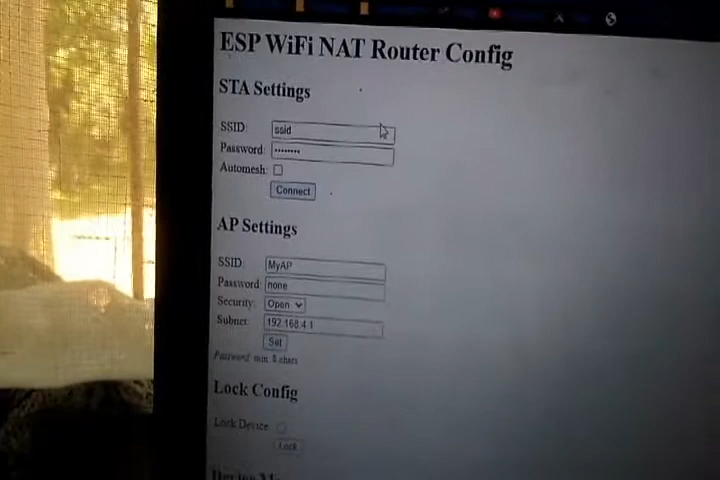 ESP WiFi NAT Router Config
STA Settings
SSID: ssid
Password: ••••••••
Automesh:
Connect
AP Settings
SSID: MyAP
Password: none
Security: Open
Subnet: 192.168.4.1
Set
Password: min. 8 chars
Lock Config
Lock Device:
Lock